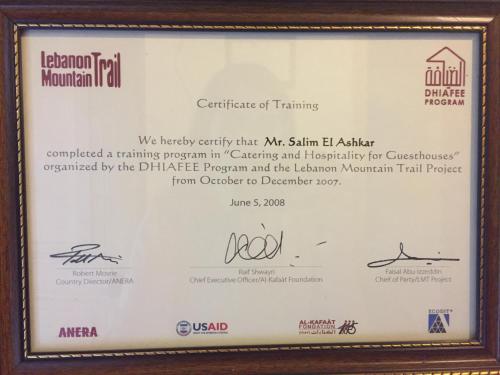 Lebanon
Mountain Trail
الضيافة
DHIAFEE
PROGRAM
Certificate of Training
We hereby certify that Mr. Salim El Ashkar
completed a training program in "Catering and Hospitality for Guesthouses"
organized by the DHIAFEE Program and the Lebanon Mountain Trail Project
from October to December 2007.
June 5, 2008
Robert Movrie
Country Director/ANERA
Raif Shwayri
Chief Executive Officer/Al-Kafaàt Foundation
Faisal Abu-Izzeddin
Chief of Party/LMT Project
ANERA
USAID
AL-KAFAÀT
FOUNDATION
ECODIT